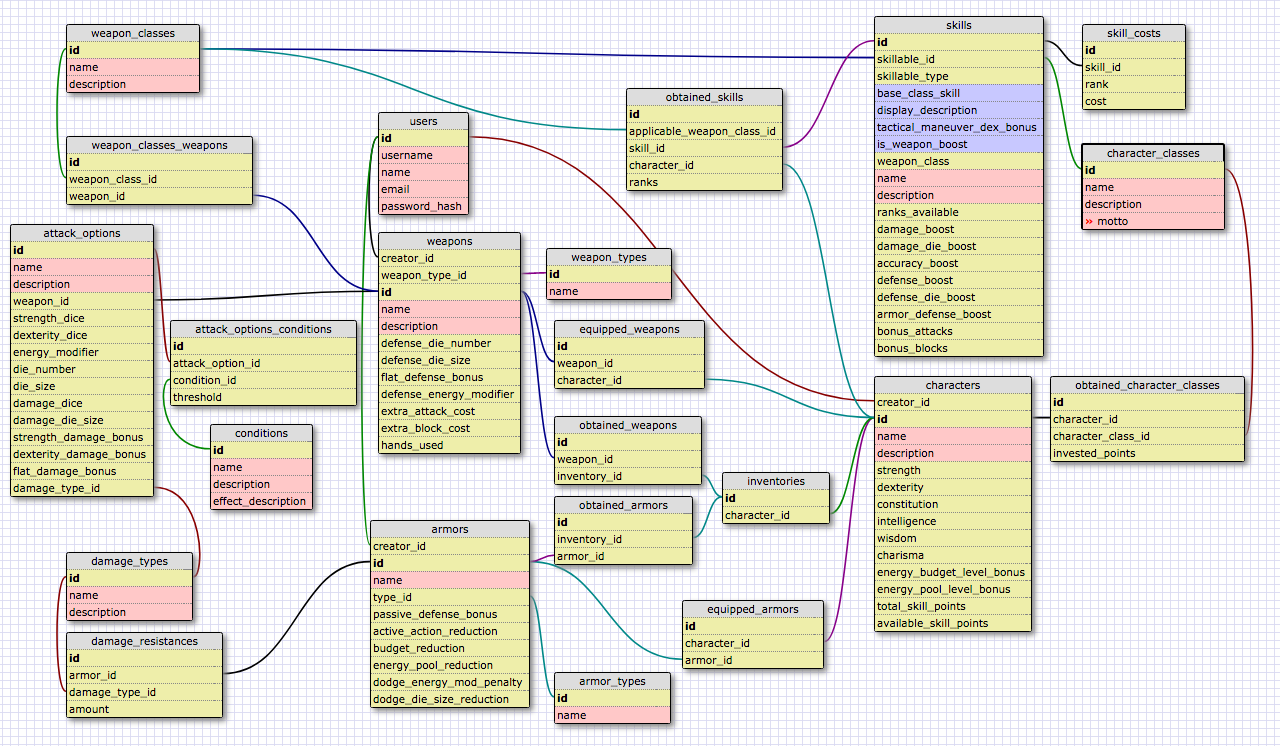 weapon_classes
id
name
description
weapon_classes_weapons
id
weapon_class_id
weapon_id
attack_options
id
name
description
weapon_id
strength_dice
dexterity_dice
energy_modifier
die_number
die_size
damage_dice
damage_die_size
strength_damage_bonus
dexterity_damage_bonus
flat_damage_bonus
damage_type_id
attack_options_conditions
id
attack_option_id
condition_id
threshold
conditions
id
name
description
effect_description
damage_types
id
name
description
damage_resistances
id
armor_id
damage_type_id
amount
users
id
username
name
email
password_hash
weapons
creator_id
weapon_type_id
id
name
description
defense_die_number
defense_die_size
flat_defense_bonus
defense_energy_modifier
extra_attack_cost
extra_block_cost
hands_used
armors
creator_id
id
name
type_id
passive_defense_bonus
active_action_reduction
budget_reduction
energy_pool_reduction
dodge_energy_mod_penalty
dodge_die_size_reduction
weapon_types
id
name
equipped_weapons
id
weapon_id
character_id
obtained_weapons
id
weapon_id
inventory_id
obtained_armors
id
inventory_id
armor_id
armor_types
id
name
obtained_skills
id
applicable_weapon_class_id
skill_id
character_id
ranks
inventories
id
character_id
equipped_armors
id
character_id
armor_id
skills
id
skillable_id
skillable_type
base_class_skill
display_description
tactical_maneuver_dex_bonus
is_weapon_boost
weapon_class
name
description
ranks_available
damage_boost
damage_die_boost
accuracy_boost
defense_boost
defense_die_boost
armor_defense_boost
bonus_attacks
bonus_blocks
characters
creator_id
id
name
description
strength
dexterity
constitution
intelligence
wisdom
charisma
energy_budget_level_bonus
energy_pool_level_bonus
total_skill_points
available_skill_points
skill_costs
id
skill_id
rank
cost
character_classes
id
name
description
» motto
obtained_character_classes
id
character_id
character_class_id
invested_points